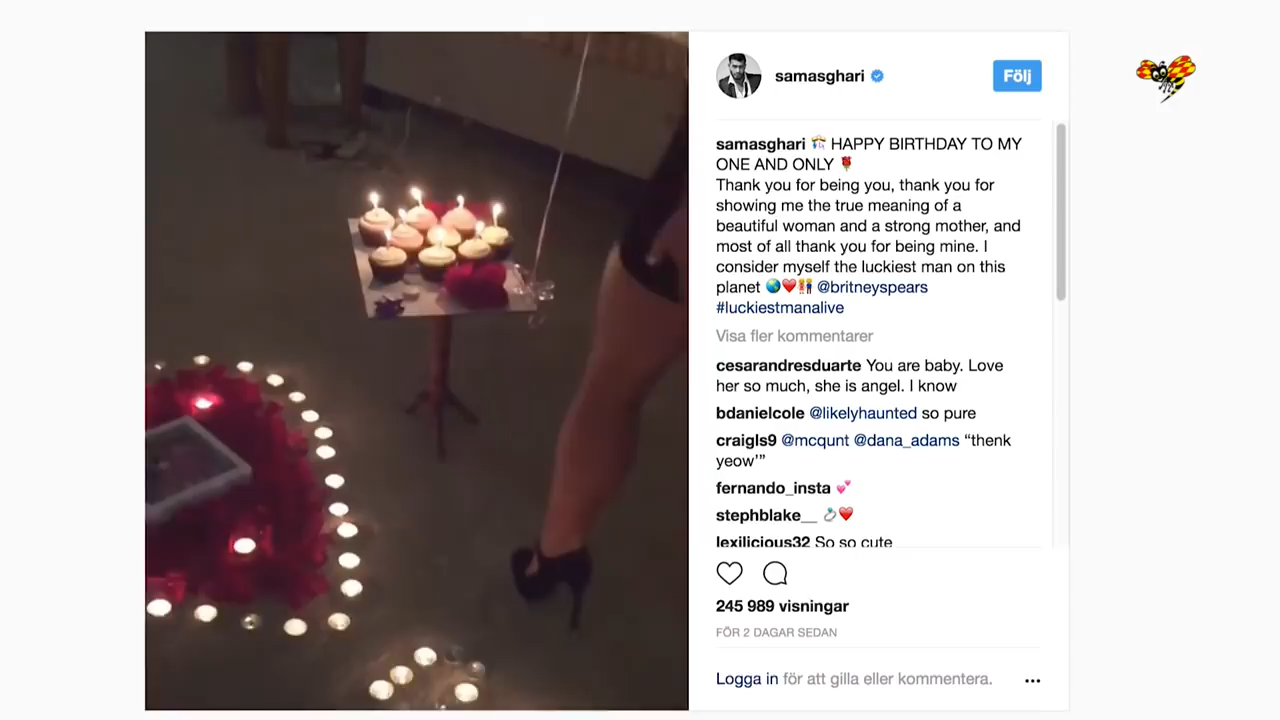 samasghari
Följ
samasghari 👫 HAPPY BIRTHDAY TO MY
ONE AND ONLY 🌹
Thank you for being you, thank you for
showing me the true meaning of a
beautiful woman and a strong mother, and
most of all thank you for being mine. I
consider myself the luckiest man on this
planet 🌎❤️👫 @britneyspears
#luckiestmanalive
Visa fler kommentarer
cesarandresduarte You are baby. Love
her so much, she is angel. I know
bdanielcole @likelyhaunted so pure
craigls9 @mcqunt @dana_adams “thenk
yeow’”
fernando_insta 💕
stephblake__ 💍❤️
lexilicious32 So so cute
245 989 visningar
FÖR 2 DAGAR SEDAN
Logga in för att gilla eller kommentera.